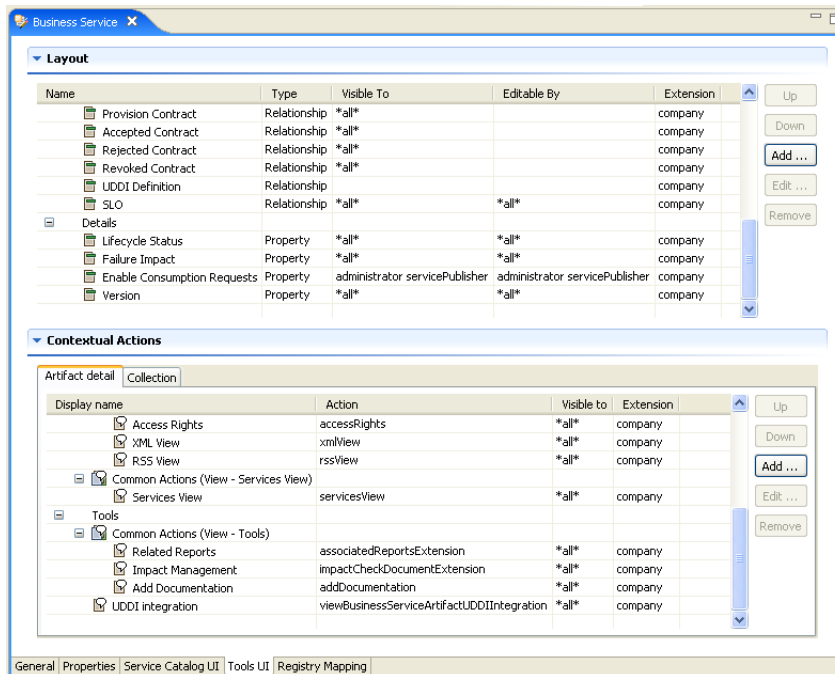 Business Service
Layout
Name Type Visible To Editable By Extension
Provision Contract Relationship *all* company
Accepted Contract Relationship *all* company
Rejected Contract Relationship *all* company
Revoked Contract Relationship *all* company
UDDI Definition Relationship company
SLO Relationship *all* *all* company
Details
Lifecycle Status Property *all* *all* company
Failure Impact Property *all* *all* company
Enable Consumption Requests Property administrator servicePublisher administrator servicePublisher company
Version Property *all* *all* company
Up
Down
Add ...
Edit ...
Remove
Contextual Actions
Artifact detail Collection
Display name Action Visible to Extension
Access Rights accessRights *all* company
XML View xmlView *all* company
RSS View rssView *all* company
Common Actions (View - Services View)
Services View servicesView *all* company
Tools
Common Actions (View - Tools)
Related Reports associatedReportsExtension *all* company
Impact Management impactCheckDocumentExtension *all* company
Add Documentation addDocumentation *all* company
UDDI integration viewBusinessServiceArtifactUDDIIntegration *all* company
Up
Down
Add ...
Edit ...
Remove
General Properties Service Catalog UI Tools UI Registry Mapping